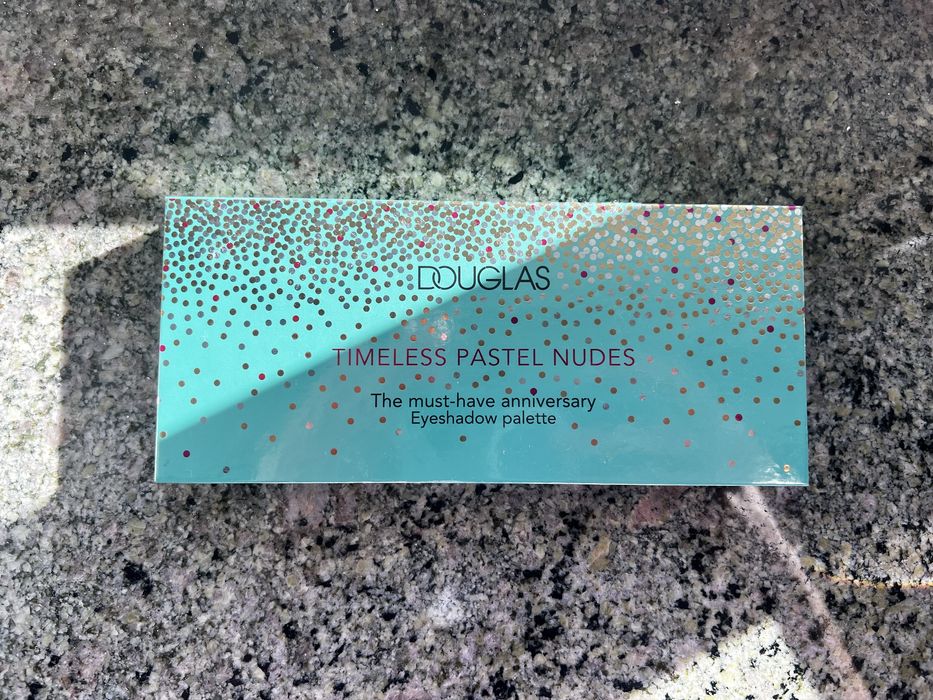 DOUGLAS
TIMELESS PASTEL NUDES
The must-have anniversary
Eyeshadow palette